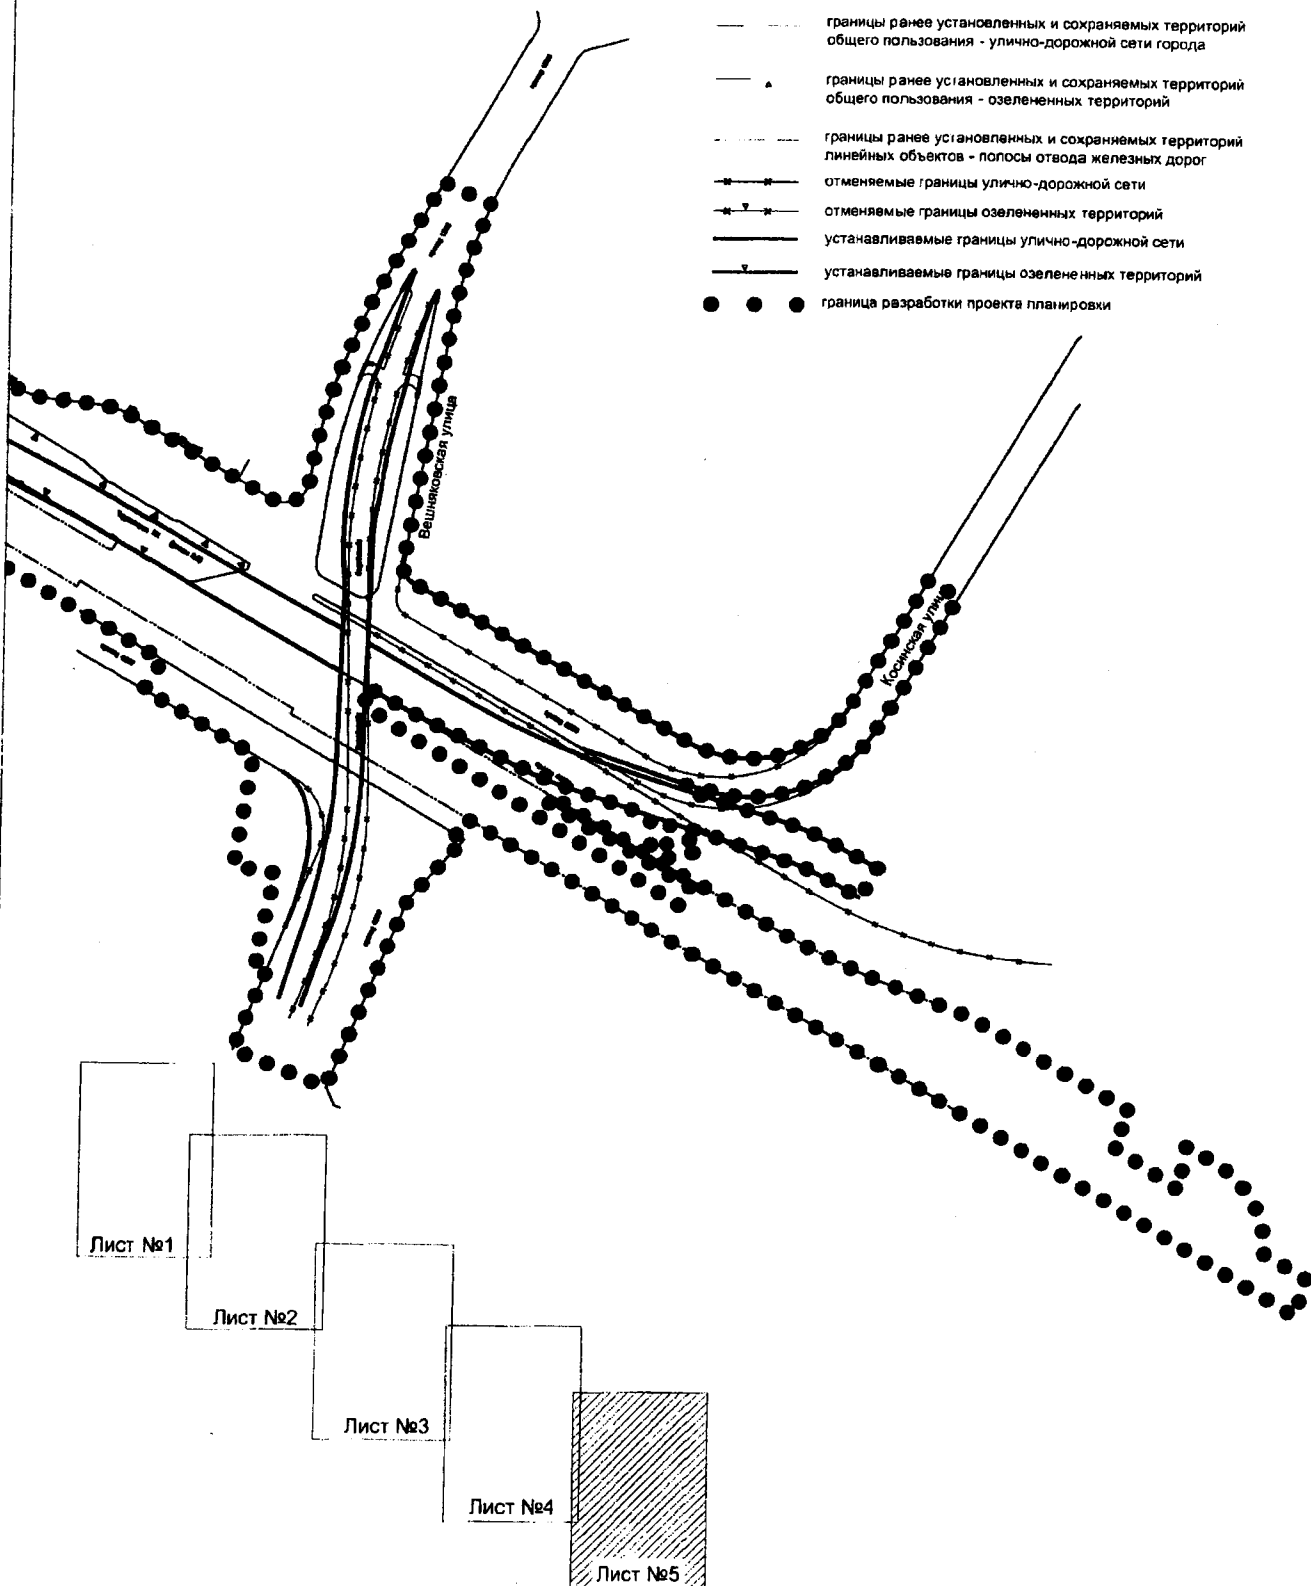 границы ранее установленных и сохраняемых территорий
общего пользования - улично-дорожной сети города
границы ранее установленных и сохраняемых территорий
общего пользования - озелененных территорий
границы ранее установленных и сохраняемых территорий
линейных объектов - полосы отвода железных дорог
отменяемые границы улично-дорожной сети
отменяемые границы озелененных территорий
устанавливаемые границы улично-дорожной сети
устанавливаемые границы озелененных территорий
граница разработки проекта планировки
Вешняковская улица
Косинская улица
Лист №1
Лист №2
Лист №3
Лист №4
Лист №5